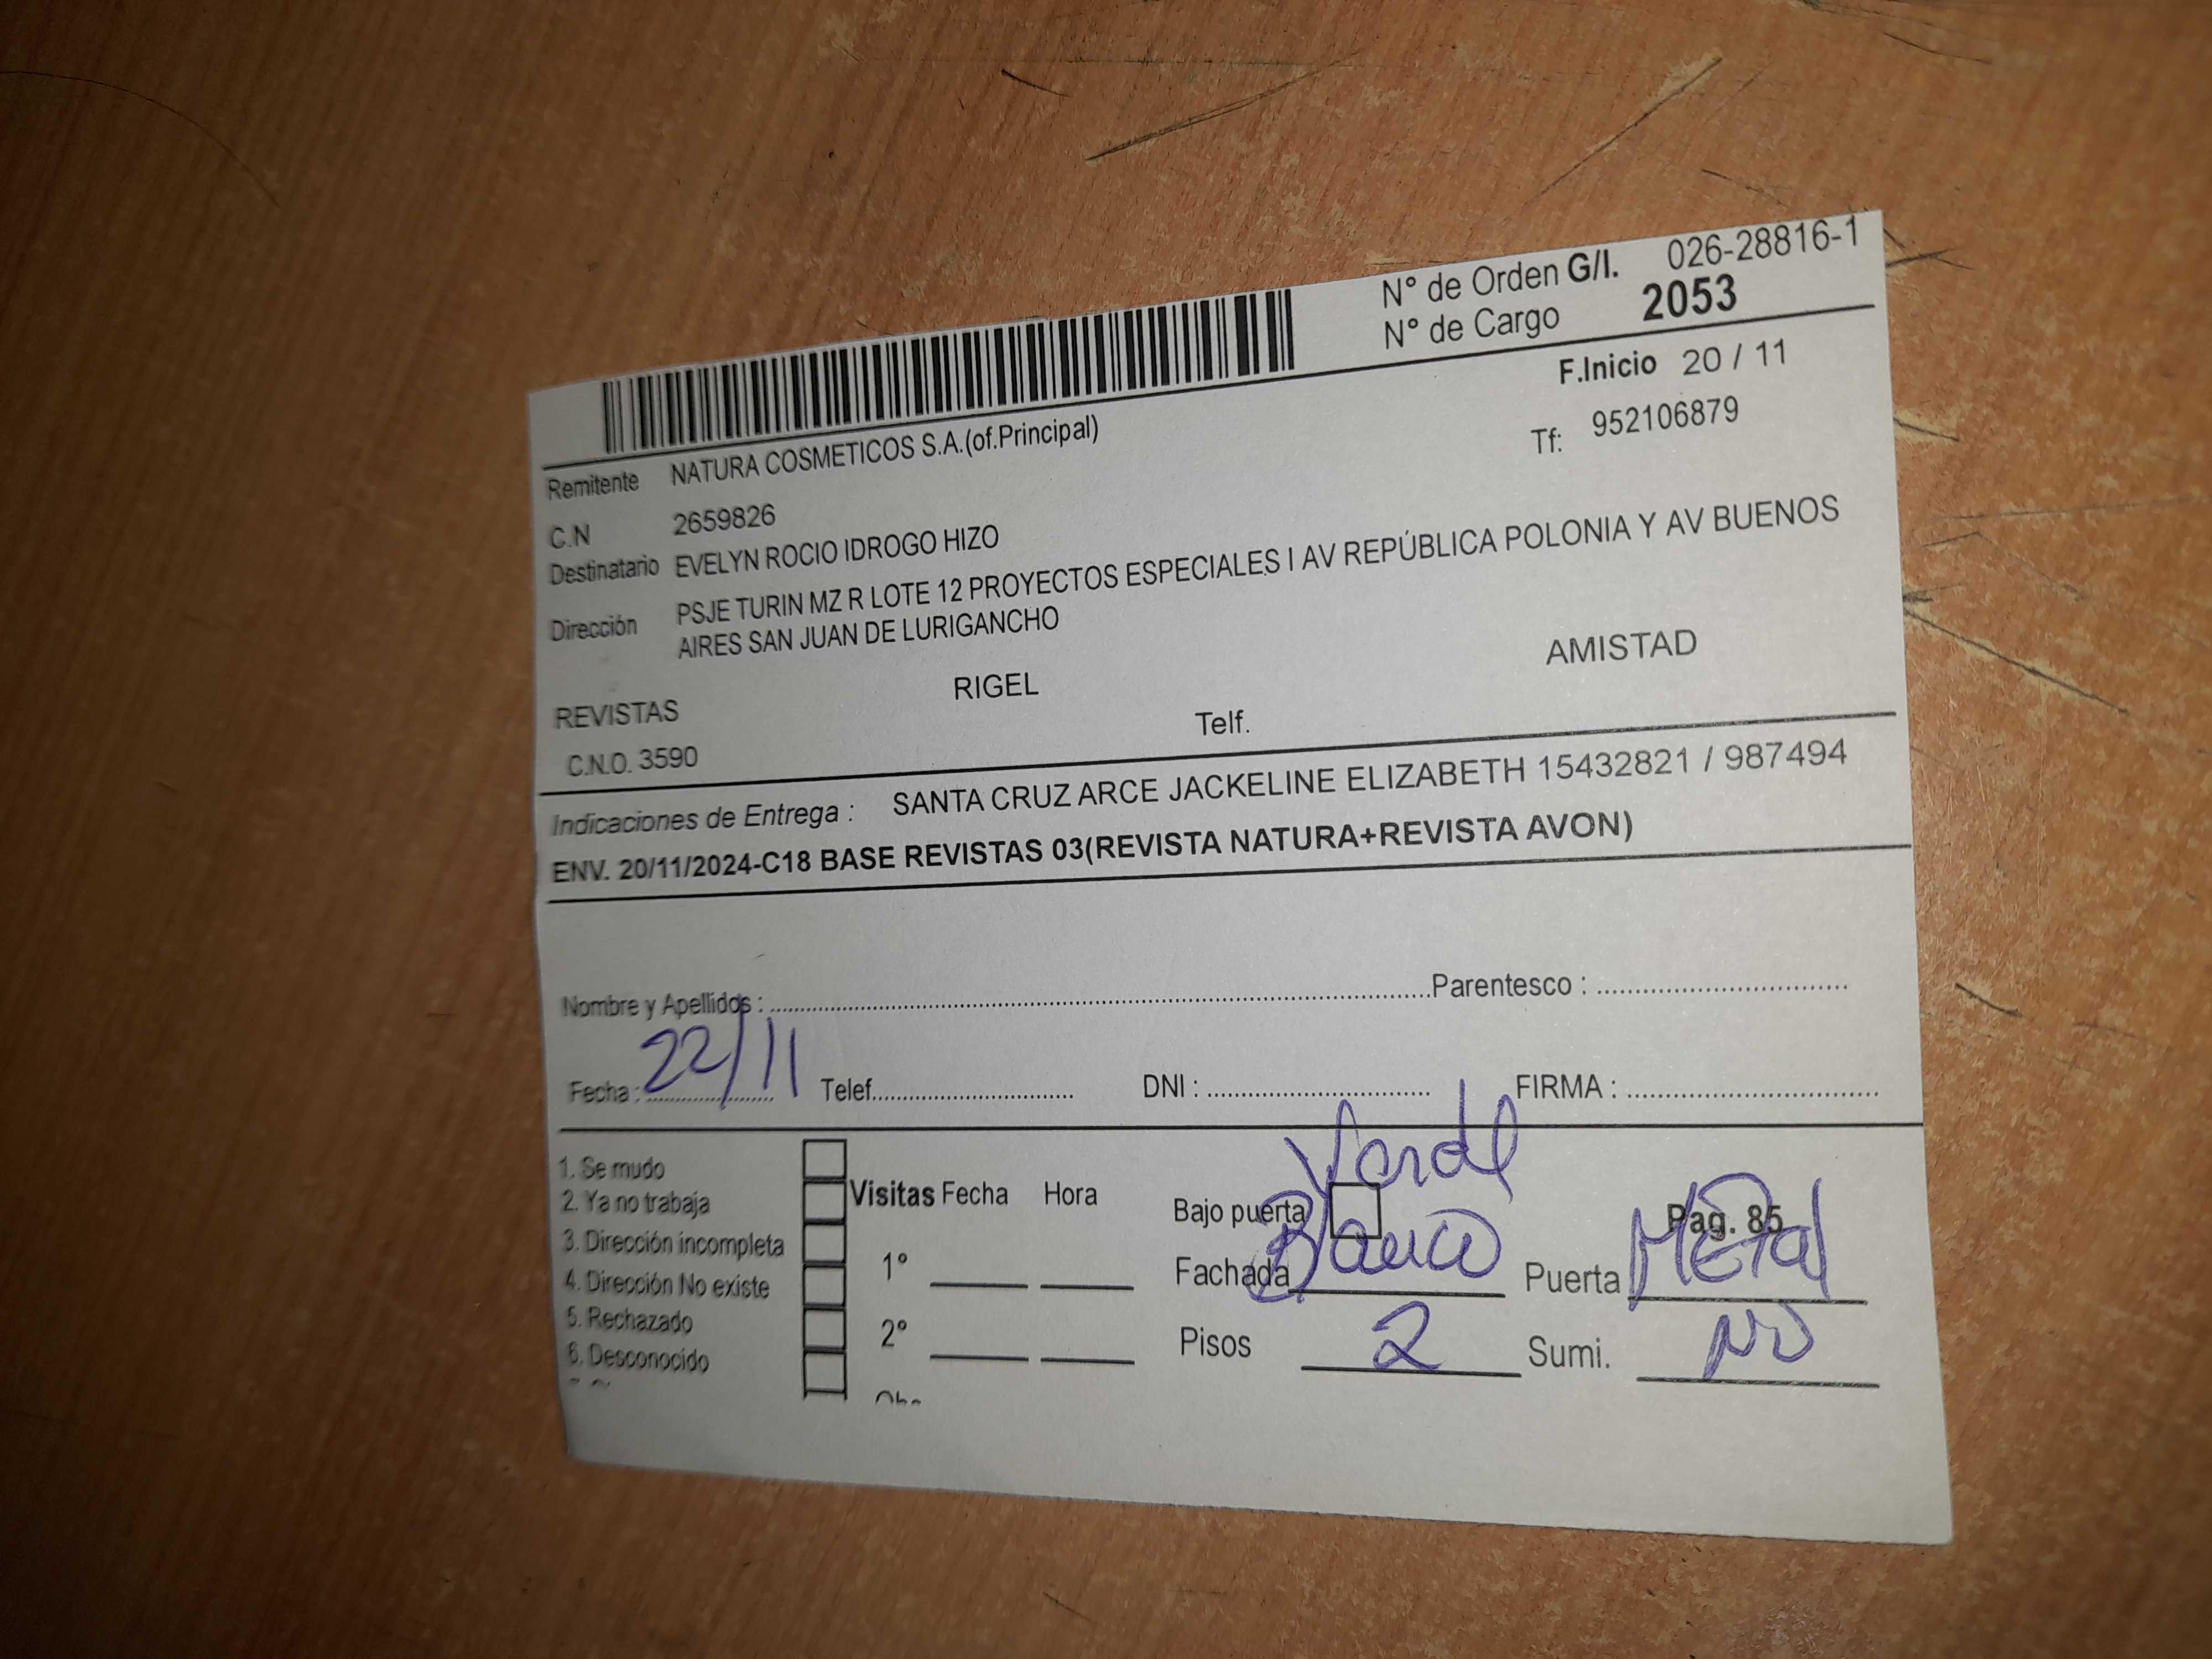 N° de Orden G/I. 026-28816-1
N° de Cargo 2053
F.Inicio 20 / 11
Remitente NATURA COSMETICOS S.A.(of.Principal)
Tf: 952106879
C.N 2659826
Destinatario EVELYN ROCIO IDROGO HIZO
Dirección PSJE TURIN MZ R LOTE 12 PROYECTOS ESPECIALES I AV REPÚBLICA POLONIA Y AV BUENOS
AIRES SAN JUAN DE LURIGANCHO
REVISTAS RIGEL AMISTAD
C.N.O. 3590 Telf.
Indicaciones de Entrega : SANTA CRUZ ARCE JACKELINE ELIZABETH 15432821 / 987494
ENV. 20/11/2024-C18 BASE REVISTAS 03(REVISTA NATURA+REVISTA AVON)
Nombre y Apellidos : Parentesco :
Fecha : 22/11 Telef. DNI : FIRMA :
Verde
1. Se mudo
2. Ya no trabaja
3. Dirección incompleta
4. Dirección No existe
5. Rechazado
6. Desconocido
Visitas Fecha Hora
1°
2°
Bajo puerta Pag. 85
Fachada Blanco Puerta Metal
Pisos 2 Sumi. NO